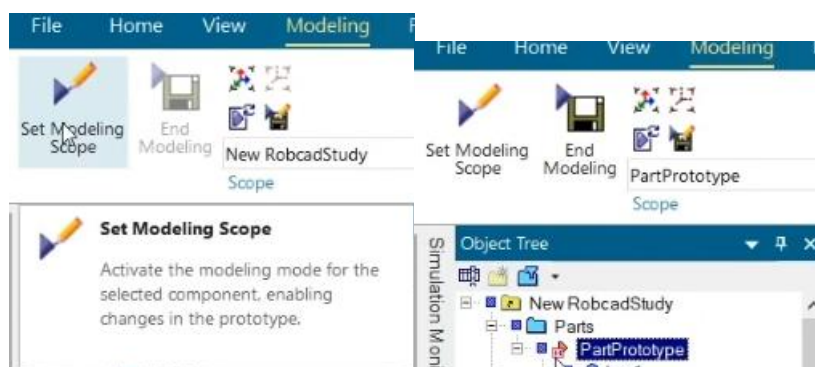 File Home View Modeling
Set Modeling
Scope
End
Modeling
New RobcadStudy
Scope
Set Modeling Scope
Activate the modeling mode for the
selected component, enabling
changes in the prototype.
File Home View Modeling
Set Modeling
Scope
End
Modeling
PartPrototype
Scope
Simulation Moni
Object Tree
New RobcadStudy
Parts
PartPrototype